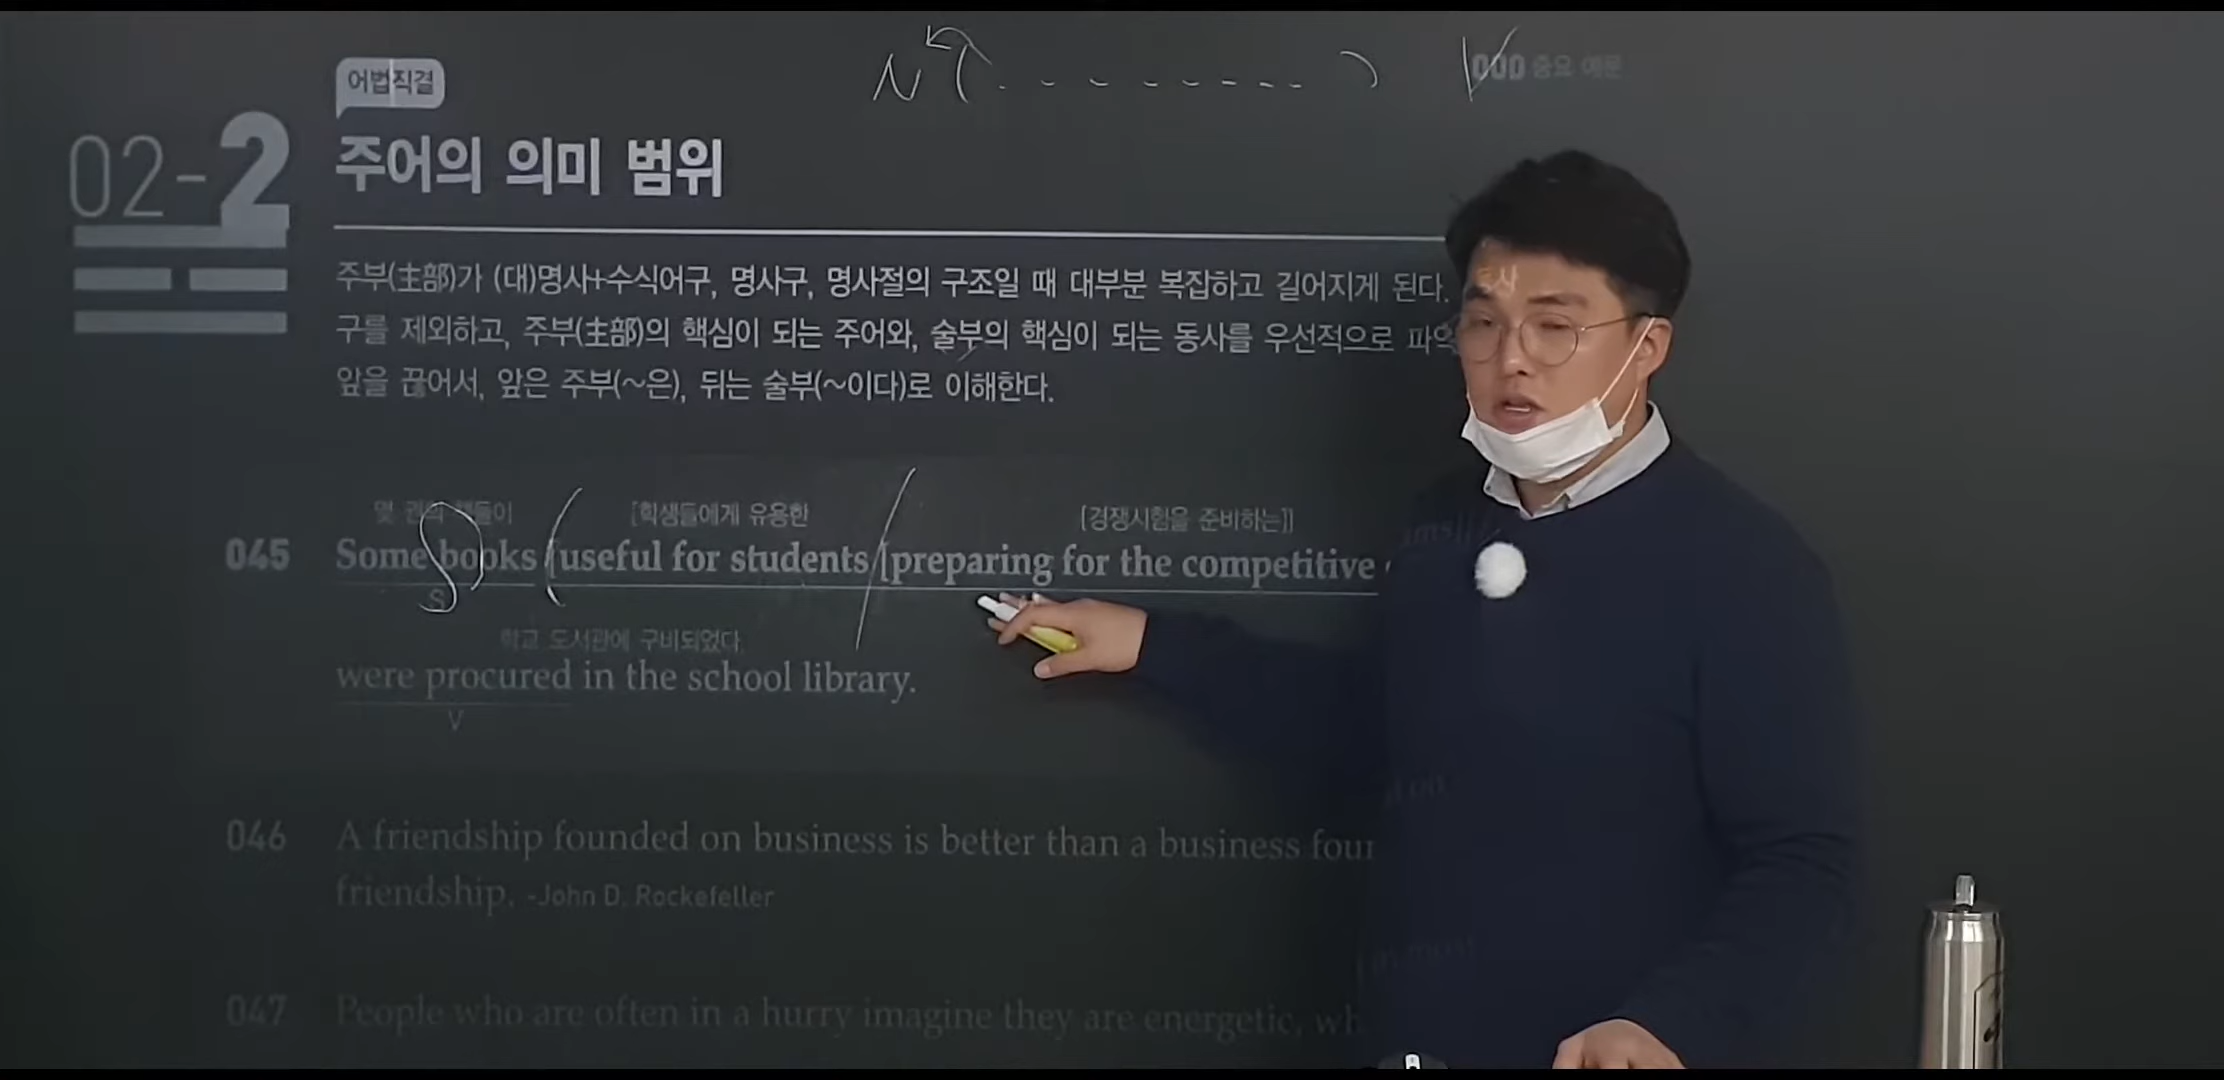 N ( - - - - - - - ) V
000 중요 예문
어법직결
02-2 주어의 의미 범위
주부(主部)가 (대)명사+수식어구, 명사구, 명사절의 구조일 때 대부분 복잡하고 길어지게 된다.
구를 제외하고, 주부(主部)의 핵심이 되는 주어와, 술부의 핵심이 되는 동사를 우선적으로
앞을 끊어서, 앞은 주부(~은), 뒤는 술부(~이다)로 이해한다.
몇 권의 책들이 [학생들에게 유용한 [경쟁시험을 준비하는]]
045 Some books [useful for students [preparing for the competitive
S
학교 도서관에 구비되었다.
were procured in the school library.
V
046 A friendship founded on business is better than a business
friendship. -John D. Rockefeller
047 People who are often in a hurry imagine they are energetic,